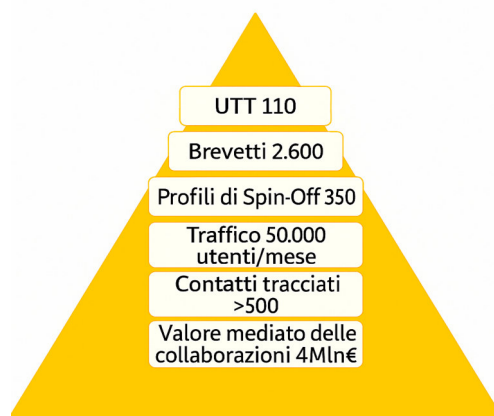 UTT 110
Brevetti 2.600
Profili di Spin-Off 350
Traffico 50.000
utenti/mese
Contatti tracciati
>500
Valore mediato delle
collaborazioni 4Mln€